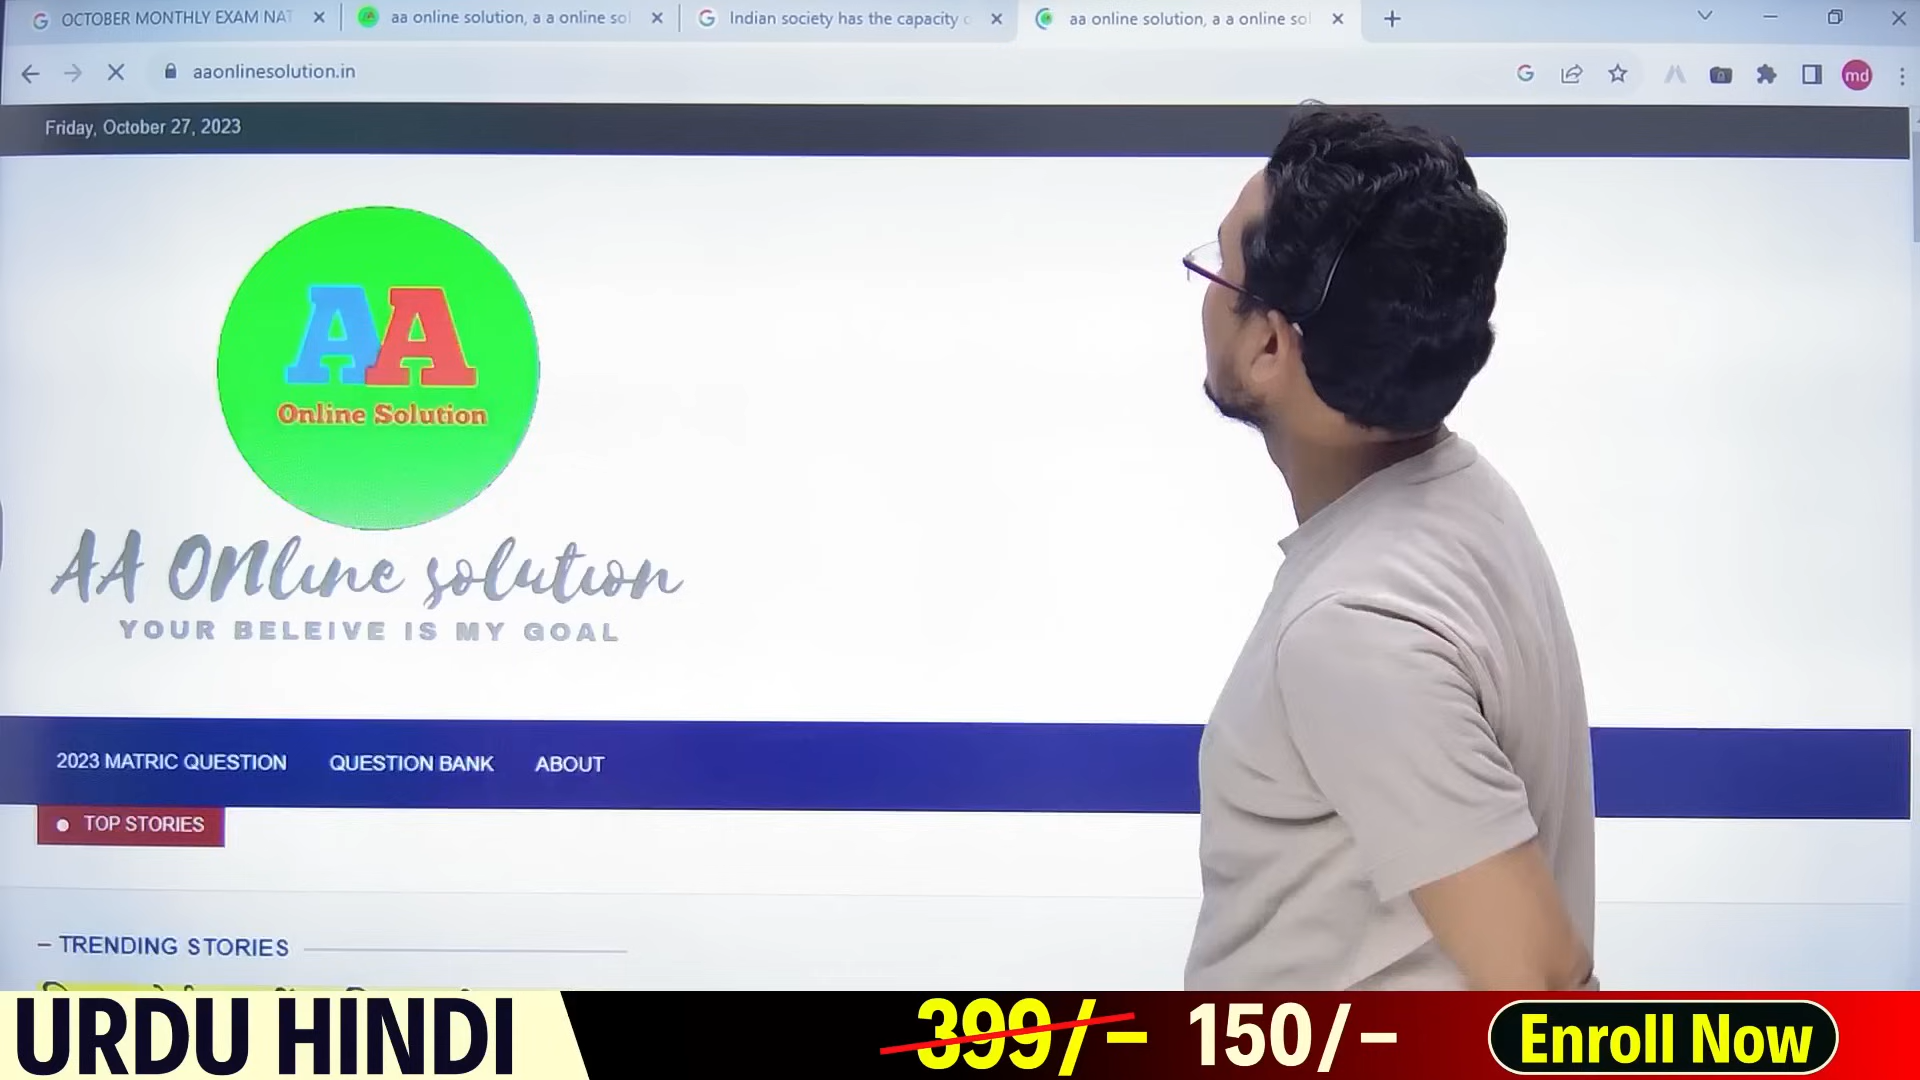 OCTOBER MONTHLY EXAM NAT
aa online solution, a a online sol
Indian society has the capacity
aa online solution, a a online sol
aaonlinesolution.in
md
Friday, October 27, 2023
AA
Online Solution
AA ONline solution
YOUR BELEIVE IS MY GOAL
2023 MATRIC QUESTION QUESTION BANK ABOUT
TOP STORIES
– TRENDING STORIES
URDU HINDI
399/– 150/–
Enroll Now